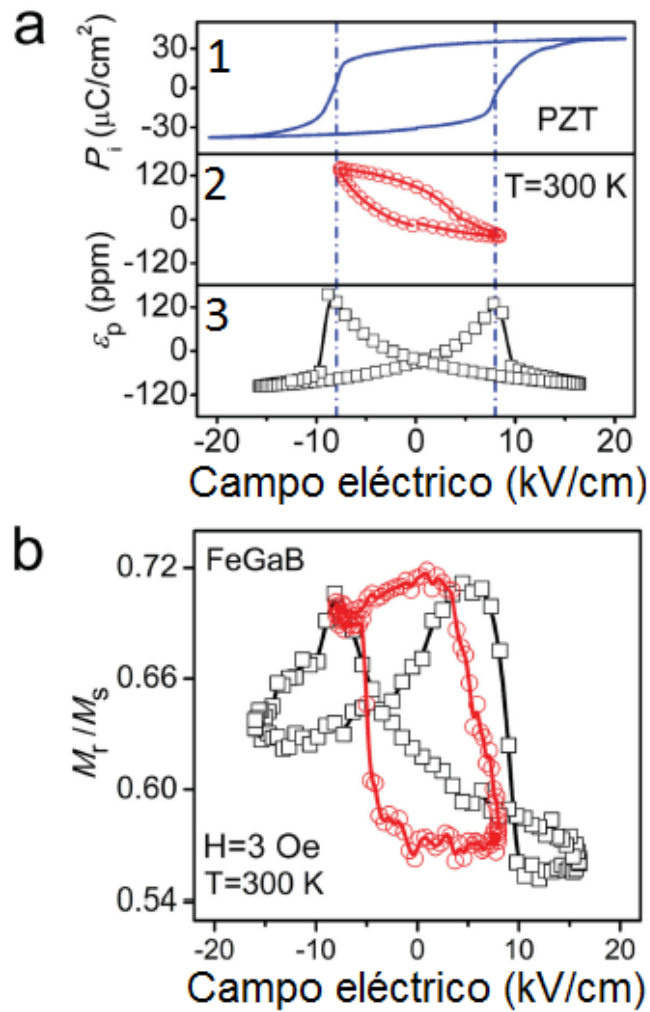 a
1
2
3
PZT
T=300 K
P_i (μC/cm²)
30
0
-30
ε_p (ppm)
120
0
-120
120
0
-120
-20 -10 0 10 20
Campo eléctrico (kV/cm)
b
FeGaB
M_r/M_s
0.72
0.66
0.60
0.54
H=3 Oe
T=300 K
-20 -10 0 10 20
Campo eléctrico (kV/cm)